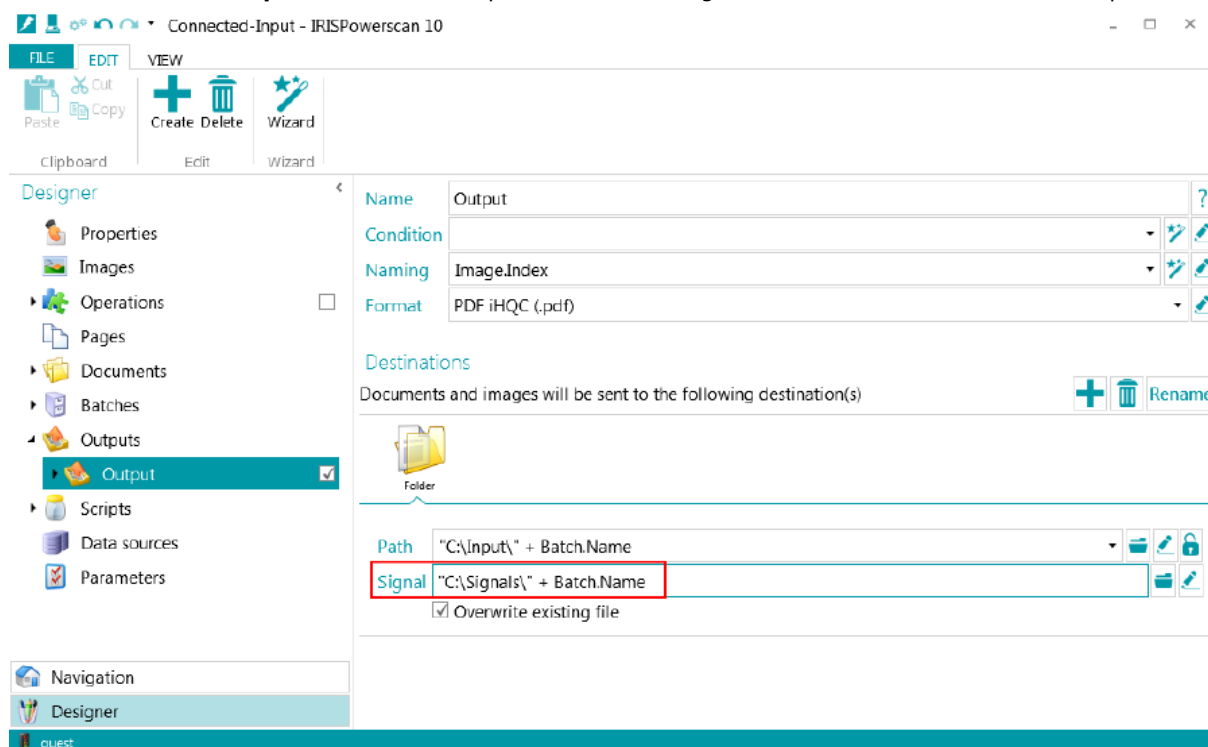 Connected-Input - IRISPowerscan 10
FILE EDIT VIEW
Paste
Cut
Copy
Create Delete
Wizard
Clipboard Edit Wizard
Designer
Properties
Images
Operations
Pages
Documents
Batches
Outputs
Output
Scripts
Data sources
Parameters
Navigation
Designer
guest
Name Output ?
Condition
Naming Image.Index
Format PDF iHQC (.pdf)
Destinations
Documents and images will be sent to the following destination(s)
Rename
Folder
Path "C:\Input\" + Batch.Name
Signal "C:\Signals\" + Batch.Name
Overwrite existing file